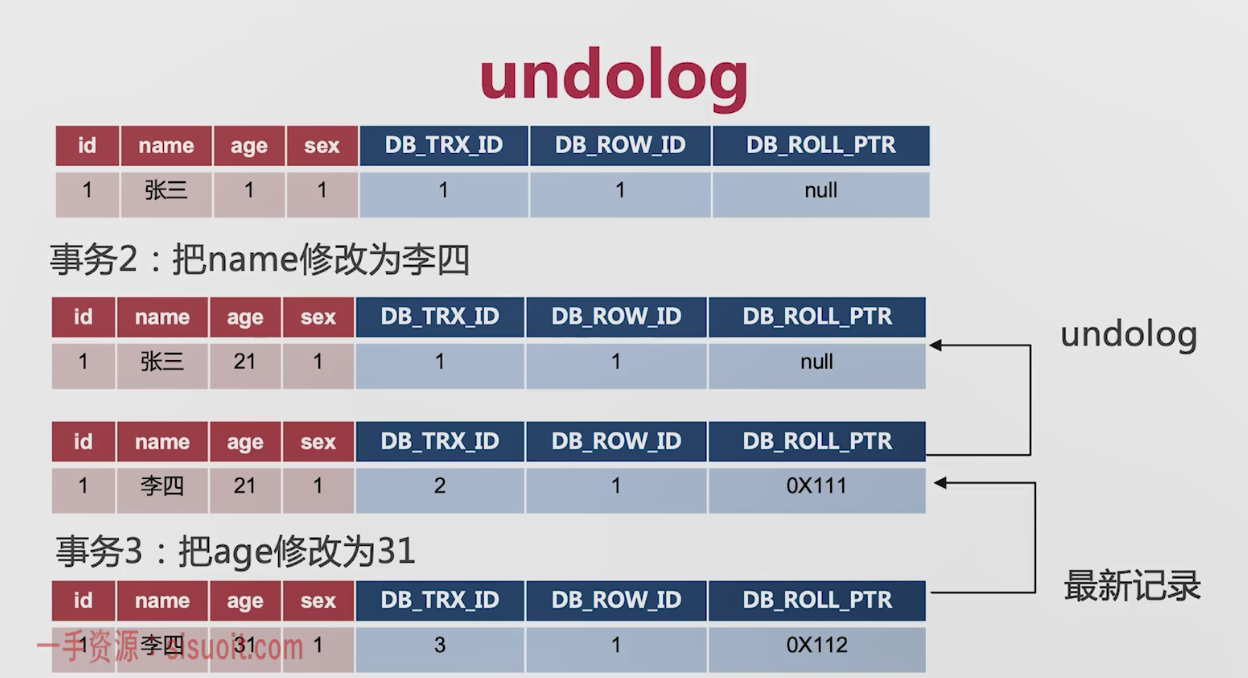 undolog
id name age sex DB_TRX_ID DB_ROW_ID DB_ROLL_PTR
1 张三 1 1 1 1 null
事务2：把name修改为李四
id name age sex DB_TRX_ID DB_ROW_ID DB_ROLL_PTR
undolog
1 张三 21 1 1 1 null
id name age sex DB_TRX_ID DB_ROW_ID DB_ROLL_PTR
1 李四 21 1 2 1 0X111
事务3：把age修改为31
最新记录
id name age sex DB_TRX_ID DB_ROW_ID DB_ROLL_PTR
1 李四 31 1 3 1 0X112
一手资源：sisuoit.com